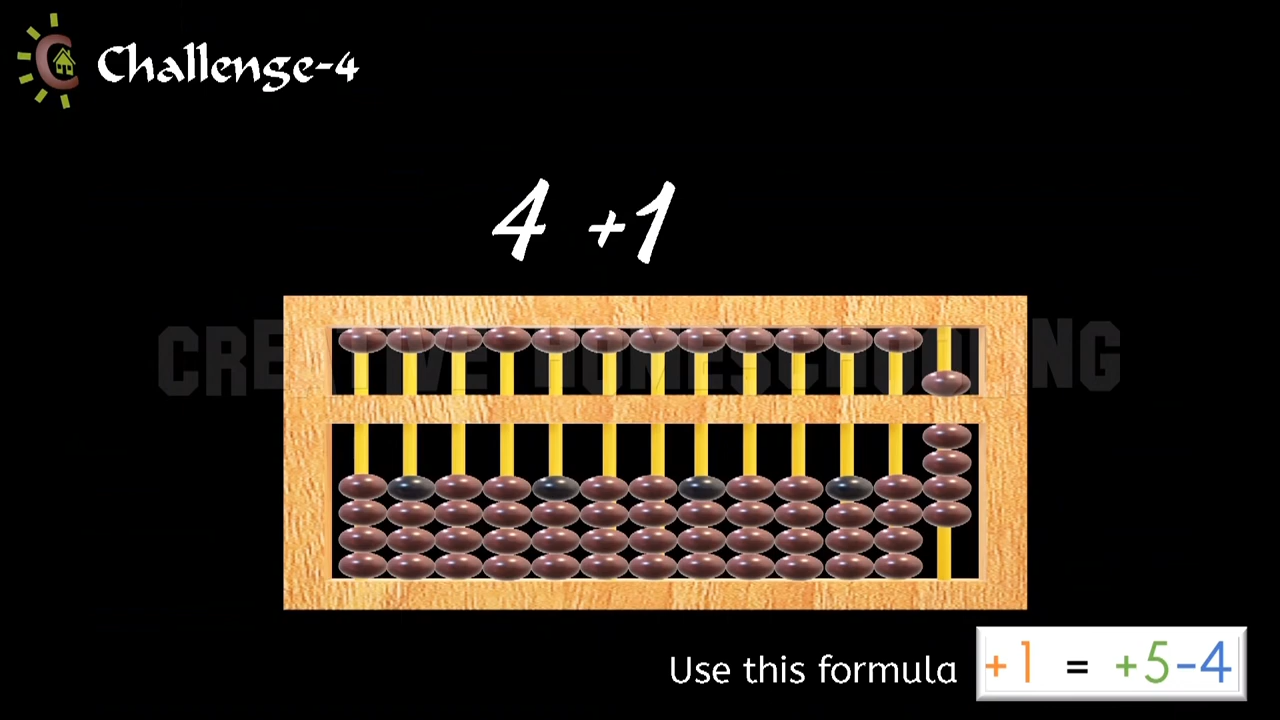 Challenge-4
4 +1
CREATIVE HOMESCHOOLING
Use this formula +1 = +5-4